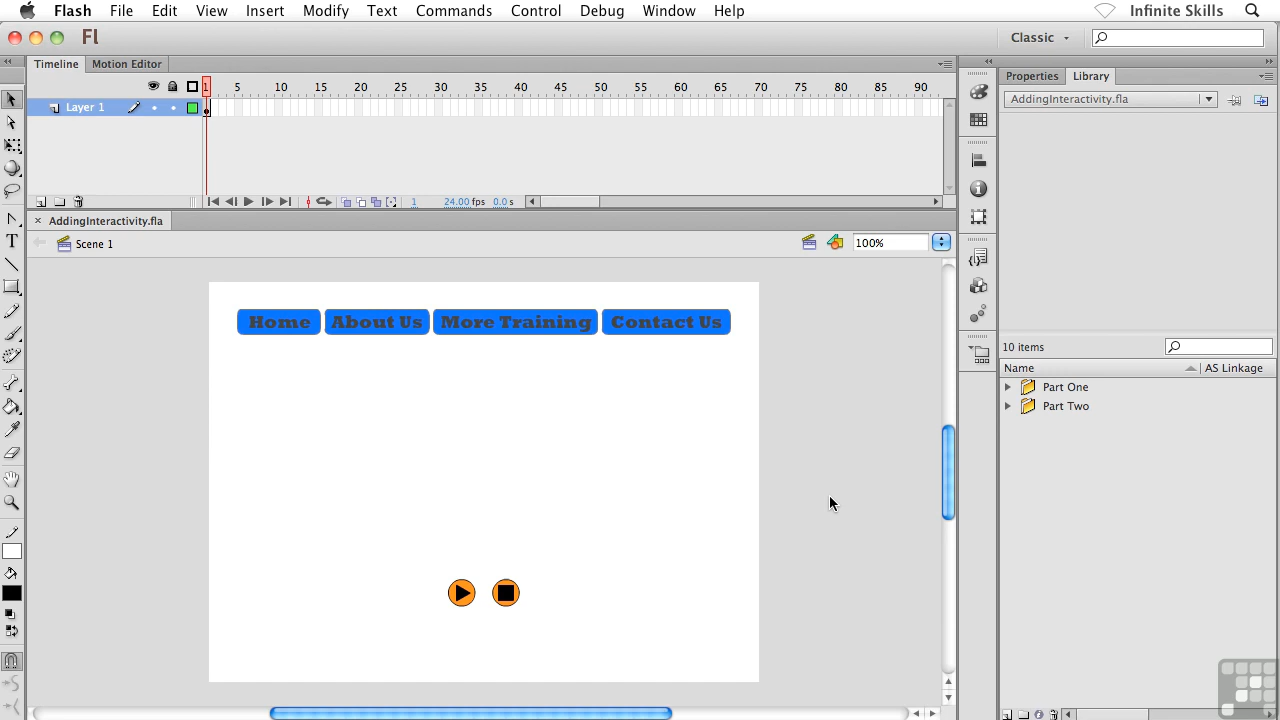 Flash File Edit View Insert Modify Text Commands Control Debug Window Help Infinite Skills
Fl Classic
Timeline Motion Editor Properties Library
1 5 10 15 20 25 30 35 40 45 50 55 60 65 70 75 80 85 90
AddingInteractivity.fla
Layer 1
1 24.00 fps 0.0 s
AddingInteractivity.fla
Scene 1 100%
Home About Us More Training Contact Us
10 items
Name AS Linkage
Part One
Part Two